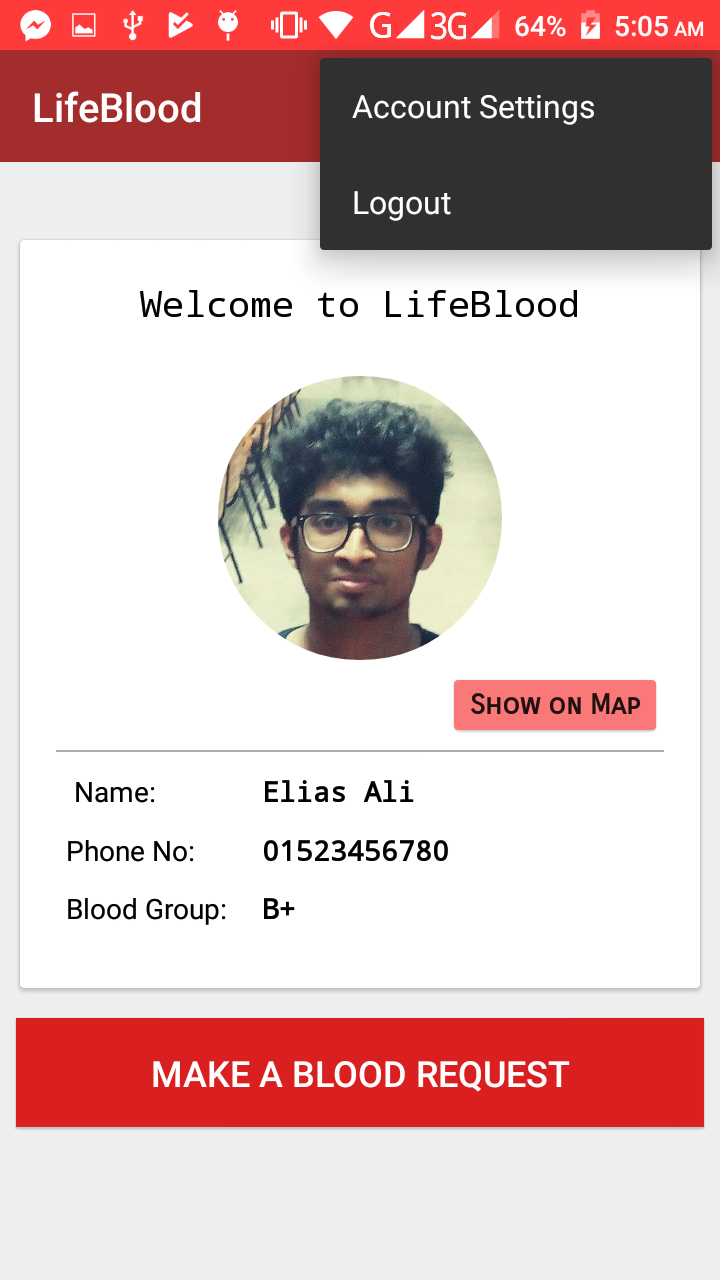 G 3G 64% 5:05 AM
LifeBlood
Account Settings
Logout
Welcome to LifeBlood
Show on Map
Name: Elias Ali
Phone No: 01523456780
Blood Group: B+
MAKE A BLOOD REQUEST